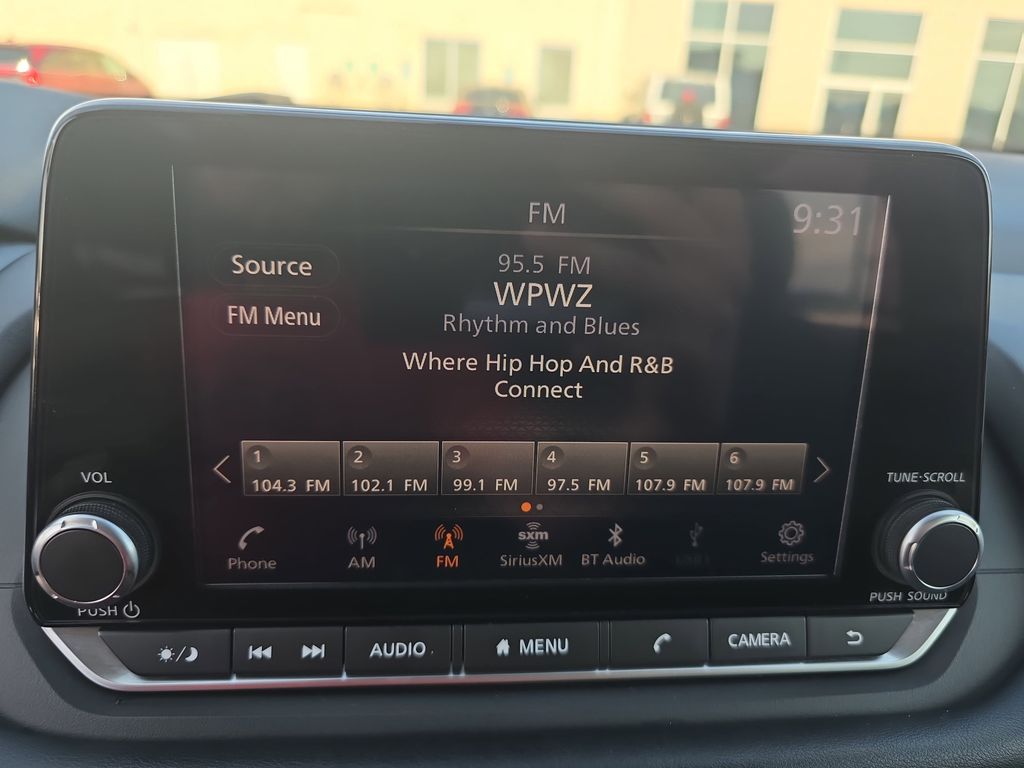 FM
9:31
Source
95.5 FM
WPWZ
FM Menu
Rhythm and Blues
Where Hip Hop And R&B
Connect
1 2 3 4 5 6
104.3 FM 102.1 FM 99.1 FM 97.5 FM 107.9 FM 107.9 FM
VOL
TUNE·SCROLL
sxm
Phone AM FM SiriusXM BT Audio USB Settings
PUSH
PUSH SOUND
AUDIO MENU CAMERA